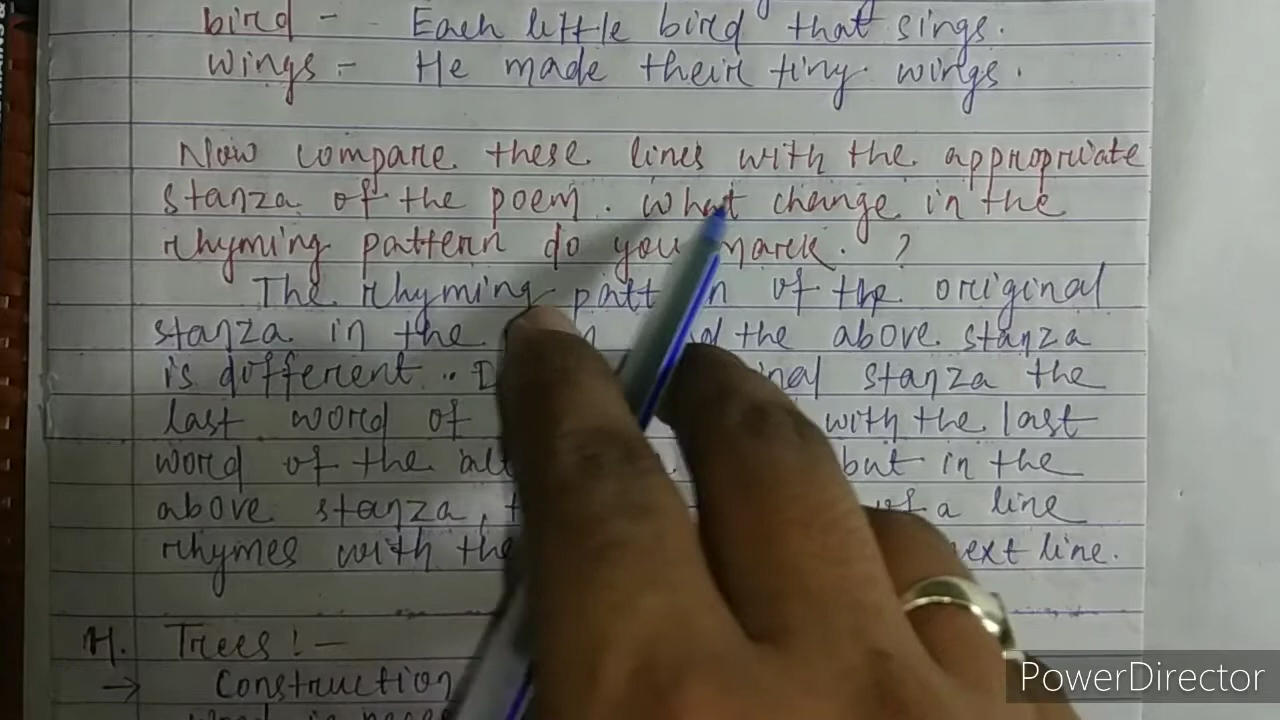 bird - Each little bird that sings.
Wings - He made their tiny wings.
Now compare these lines with the appropriate
stanza of the poem. What change in the
rhyming pattern do you mark. ?
The rhyming of the original
stanza in the the above stanza
is different .. stanza the
last word of with the last
word of the but in the
above stanza, of a line
rhymes with the next line.
H. Trees :-
→ Construction
PowerDirector